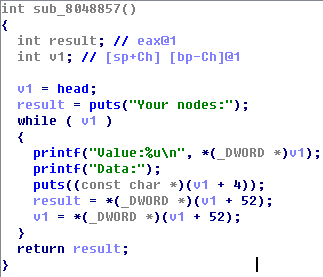 int sub_8048857()
{
int result; // eax@1
int v1; // [sp+Ch] [bp-Ch]@1
v1 = head;
result = puts("Your nodes:");
while ( v1 )
{
printf("Value:%u\n", *(_DWORD *)v1);
printf("Data:");
puts((const char *)(v1 + 4));
result = *(_DWORD *)(v1 + 52);
v1 = *(_DWORD *)(v1 + 52);
}
return result;
}